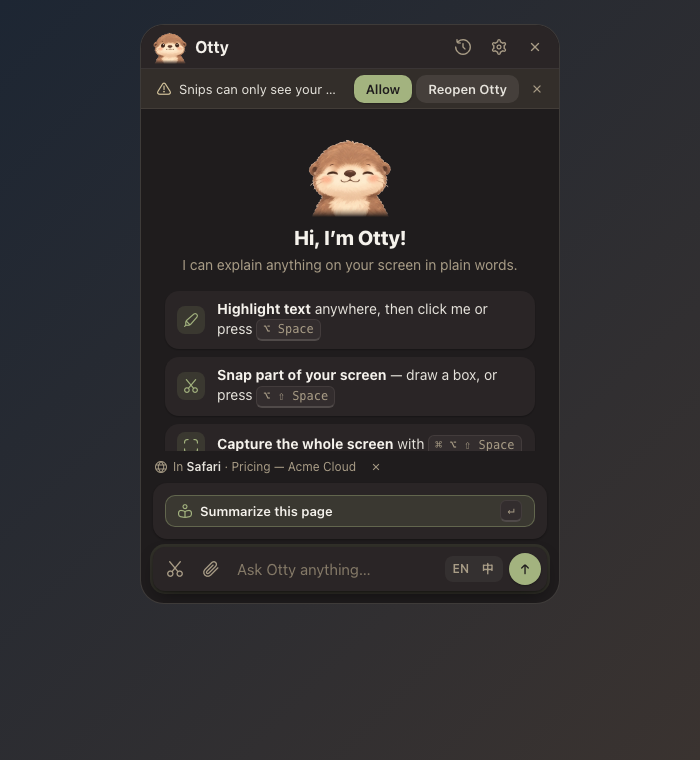 Otty
Snips can only see your ...
Allow
Reopen Otty
Hi, I’m Otty!
I can explain anything on your screen in plain words.
Highlight text anywhere, then click me or
press ⌥ Space
Snap part of your screen — draw a box, or
press ⌥ ⇧ Space
Capture the whole screen with ⌘ ⌥ ⇧ Space
In Safari · Pricing — Acme Cloud
Summarize this page
Ask Otty anything...
EN 中